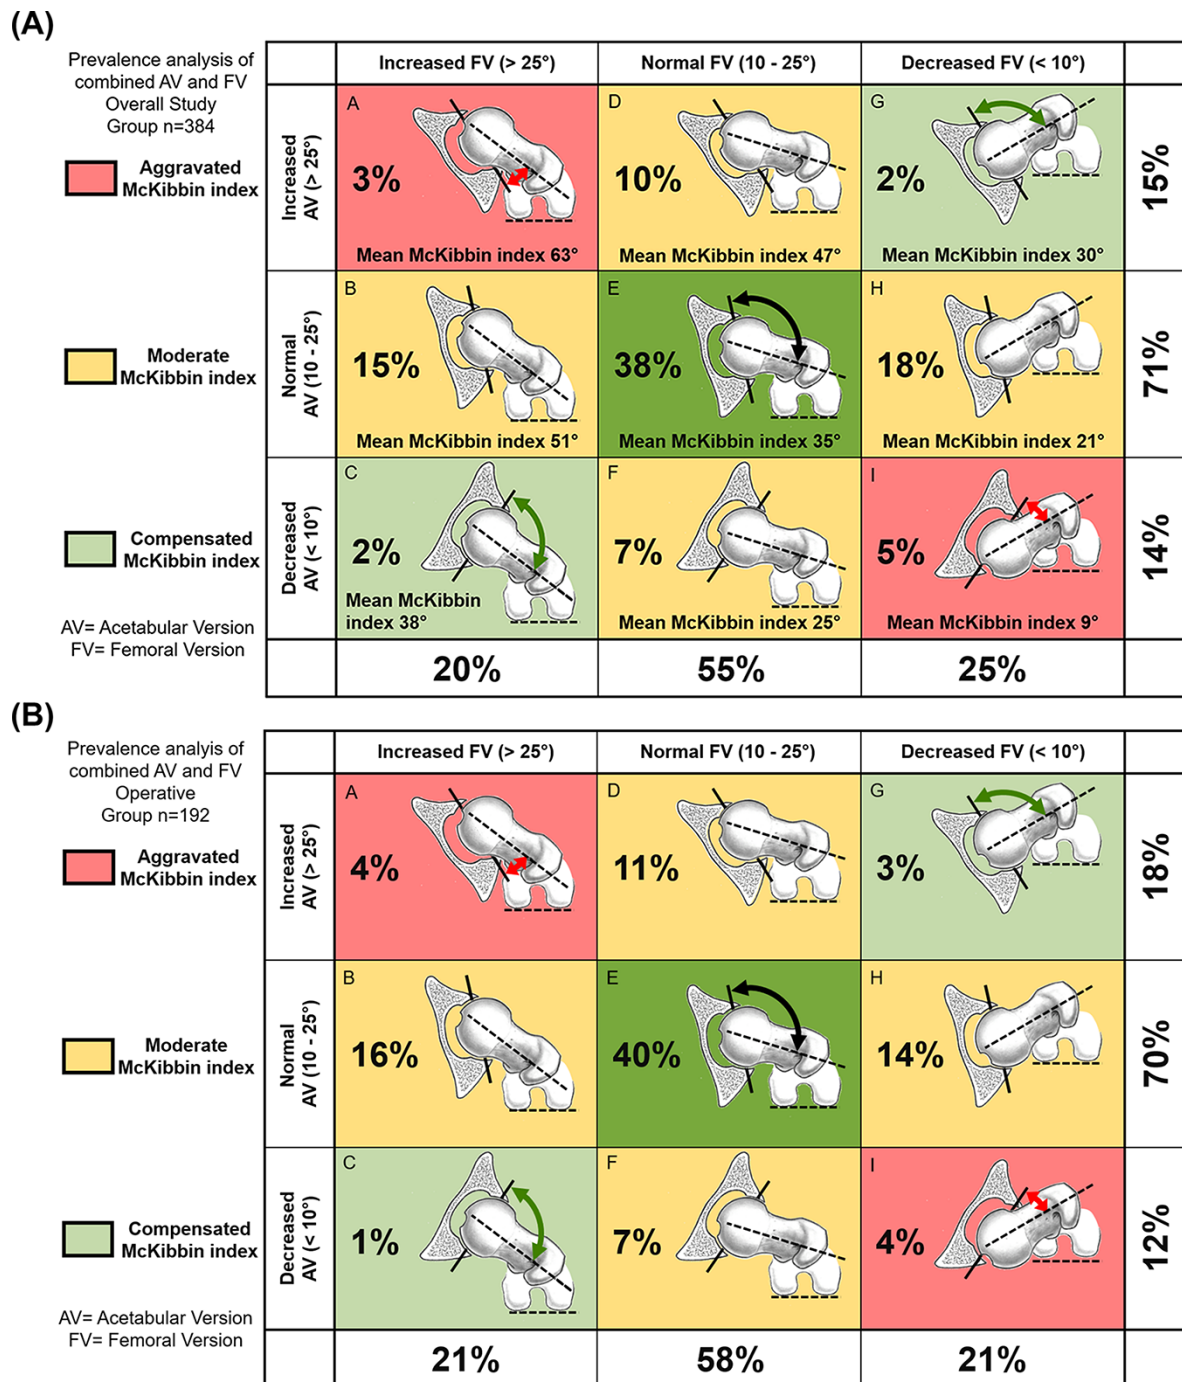 (A)
Prevalence analysis of
combined AV and FV
Overall Study
Group n=384
Aggravated
McKibbin index
Moderate
McKibbin index
Compensated
McKibbin index
AV= Acetabular Version
FV= Femoral Version
Increased FV (> 25°)
Normal FV (10 - 25°)
Decreased FV (< 10°)
Increased
AV (> 25°)
A
3%
Mean McKibbin index 63°
D
10%
Mean McKibbin index 47°
G
2%
Mean McKibbin index 30°
15%
Normal
AV (10 - 25°)
B
15%
Mean McKibbin index 51°
E
38%
Mean McKibbin index 35°
H
18%
Mean McKibbin index 21°
71%
Decreased
AV (< 10°)
C
2%
Mean McKibbin
index 38°
F
7%
Mean McKibbin index 25°
I
5%
Mean McKibbin index 9°
14%
20%
55%
25%
(B)
Prevalence analyis of
combined AV and FV
Operative
Group n=192
Aggravated
McKibbin index
Moderate
McKibbin index
Compensated
McKibbin index
AV= Acetabular Version
FV= Femoral Version
Increased FV (> 25°)
Normal FV (10 - 25°)
Decreased FV (< 10°)
Increased
AV (> 25°)
A
4%
D
11%
G
3%
18%
Normal
AV (10 - 25°)
B
16%
E
40%
H
14%
70%
Decreased
AV (< 10°)
C
1%
F
7%
I
4%
12%
21%
58%
21%